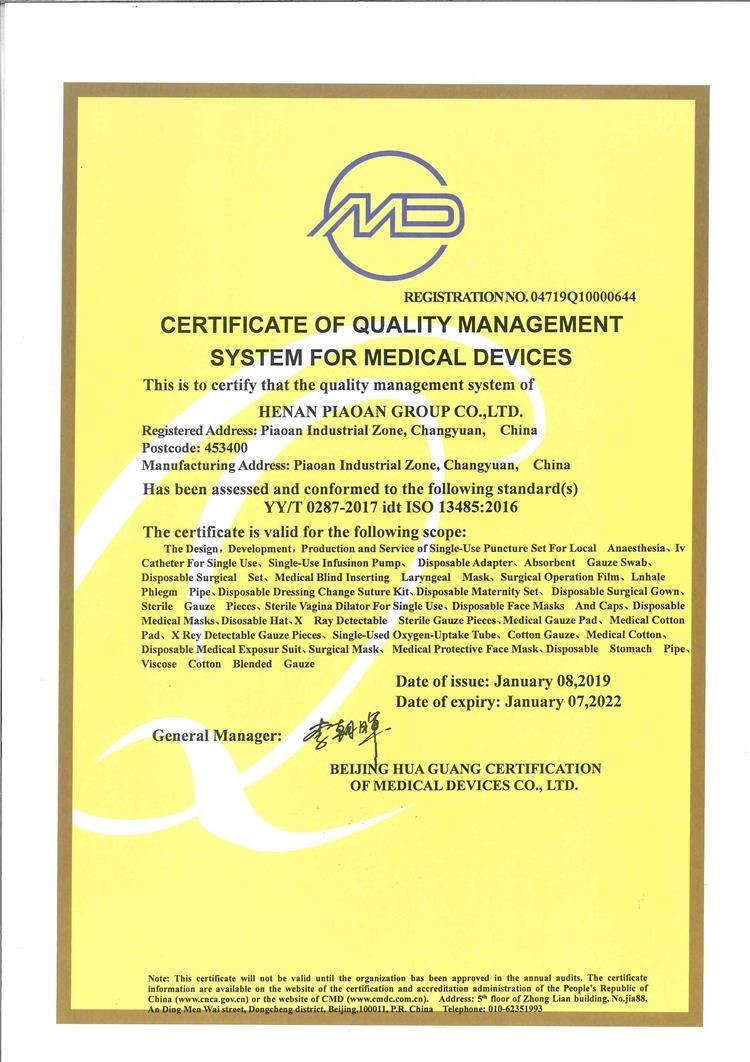 MD
REGISTRATION NO. 04719Q10000644
CERTIFICATE OF QUALITY MANAGEMENT
SYSTEM FOR MEDICAL DEVICES
This is to certify that the quality management system of
HENAN PIAOAN GROUP CO.,LTD.
Registered Address: Piaoan Industrial Zone, Changyuan, China
Postcode: 453400
Manufacturing Address: Piaoan Industrial Zone, Changyuan, China
Has been assessed and conformed to the following standard(s)
YY/T 0287-2017 idt ISO 13485:2016
The certificate is valid for the following scope:
The Design、Development、Production and Service of Single-Use Puncture Set For Local Anaesthesia、Iv
Catheter For Single Use、Single-Use Infusinon Pump、 Disposable Adapter、Absorbent Gauze Swab、
Disposable Surgical Set、Medical Blind Inserting Laryngeal Mask、Surgical Operation Film、Lnhale
Phlegm Pipe、Disposable Dressing Change Suture Kit、Disposable Maternity Set、 Disposable Surgical Gown、
Sterile Gauze Pieces、Sterile Vagina Dilator For Single Use、Disposable Face Masks And Caps、Disposable
Medical Masks、Disosable Hat、X Ray Detectable Sterile Gauze Pieces、Medical Gauze Pad、Medical Cotton
Pad、X Rey Detectable Gauze Pieces、Single-Used Oxygen-Uptake Tube、Cotton Gauze、Medical Cotton、
Disposable Medical Exposur Suit、Surgical Mask、Medical Protective Face Mask、Disposable Stomach Pipe、
Viscose Cotton Blended Gauze
Date of issue: January 08,2019
Date of expiry: January 07,2022
General Manager: 李朝暉
BEIJING HUA GUANG CERTIFICATION
OF MEDICAL DEVICES CO., LTD.
Note: This certificate will not be valid until the organization has been approved in the annual audits. The certificate
information are available on the website of the certification and accreditation administration of the People's Republic of
China (www.cnca.gov.cn) or the website of CMD (www.cmdc.com.cn). Address: 5th floor of Zhong Lian building, No.jia88,
An Ding Men Wai street, Dongcheng district, Beijing,100011, P.R. China Telephone: 010-62351993